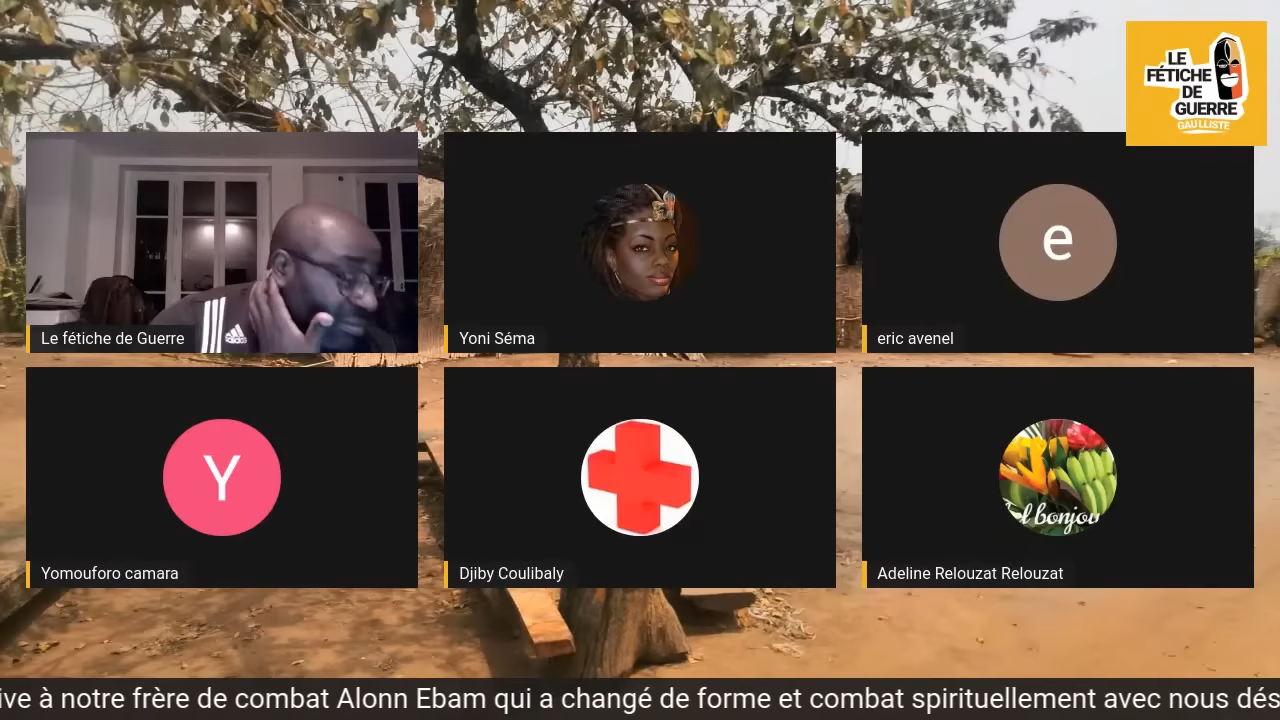 LE
FÉTICHE
DE
GUERRE
GAULLISTE
adidas
Le fétiche de Guerre
Yoni Séma
e
eric avenel
Y
Yomouforo camara
Djiby Coulibaly
el bonjou
Adeline Relouzat Relouzat
ive à notre frère de combat Alonn Ebam qui a changé de forme et combat spirituellement avec nous dés